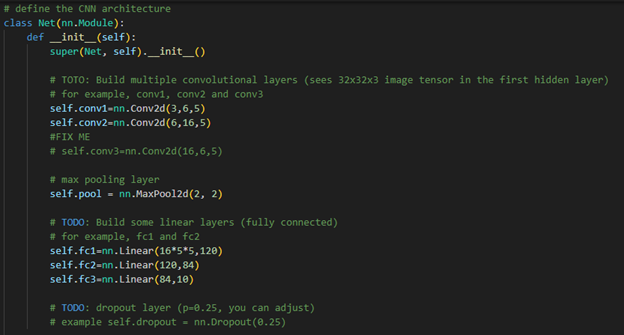 # define the CNN architecture
class Net(nn.Module):
def __init__(self):
super(Net, self).__init__()
# TOTO: Build multiple convolutional layers (sees 32x32x3 image tensor in the first hidden layer)
# for example, conv1, conv2 and conv3
self.conv1=nn.Conv2d(3,6,5)
self.conv2=nn.Conv2d(6,16,5)
#FIX ME
# self.conv3=nn.Conv2d(16,6,5)
# max pooling layer
self.pool = nn.MaxPool2d(2, 2)
# TODO: Build some linear layers (fully connected)
# for example, fc1 and fc2
self.fc1=nn.Linear(16*5*5,120)
self.fc2=nn.Linear(120,84)
self.fc3=nn.Linear(84,10)
# TODO: dropout layer (p=0.25, you can adjust)
# example self.dropout = nn.Dropout(0.25)